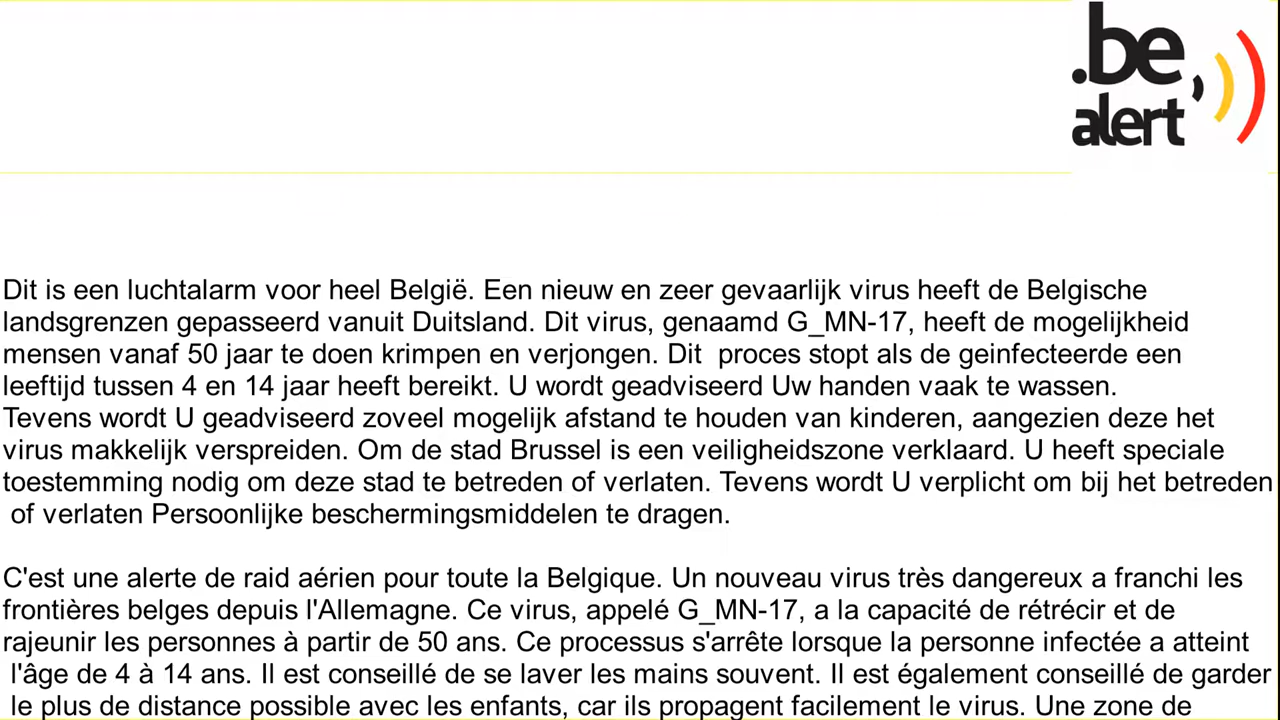 .be
alert
Dit is een luchtalarm voor heel België. Een nieuw en zeer gevaarlijk virus heeft de Belgische
landsgrenzen gepasseerd vanuit Duitsland. Dit virus, genaamd G_MN-17, heeft de mogelijkheid
mensen vanaf 50 jaar te doen krimpen en verjongen. Dit  proces stopt als de geinfecteerde een
leeftijd tussen 4 en 14 jaar heeft bereikt. U wordt geadviseerd Uw handen vaak te wassen.
Tevens wordt U geadviseerd zoveel mogelijk afstand te houden van kinderen, aangezien deze het
virus makkelijk verspreiden. Om de stad Brussel is een veiligheidszone verklaard. U heeft speciale
toestemming nodig om deze stad te betreden of verlaten. Tevens wordt U verplicht om bij het betreden
of verlaten Persoonlijke beschermingsmiddelen te dragen.
C'est une alerte de raid aérien pour toute la Belgique. Un nouveau virus très dangereux a franchi les
frontières belges depuis l'Allemagne. Ce virus, appelé G_MN-17, a la capacité de rétrécir et de
rajeunir les personnes à partir de 50 ans. Ce processus s'arrête lorsque la personne infectée a atteint
l'âge de 4 à 14 ans. Il est conseillé de se laver les mains souvent. Il est également conseillé de garder
le plus de distance possible avec les enfants, car ils propagent facilement le virus. Une zone de